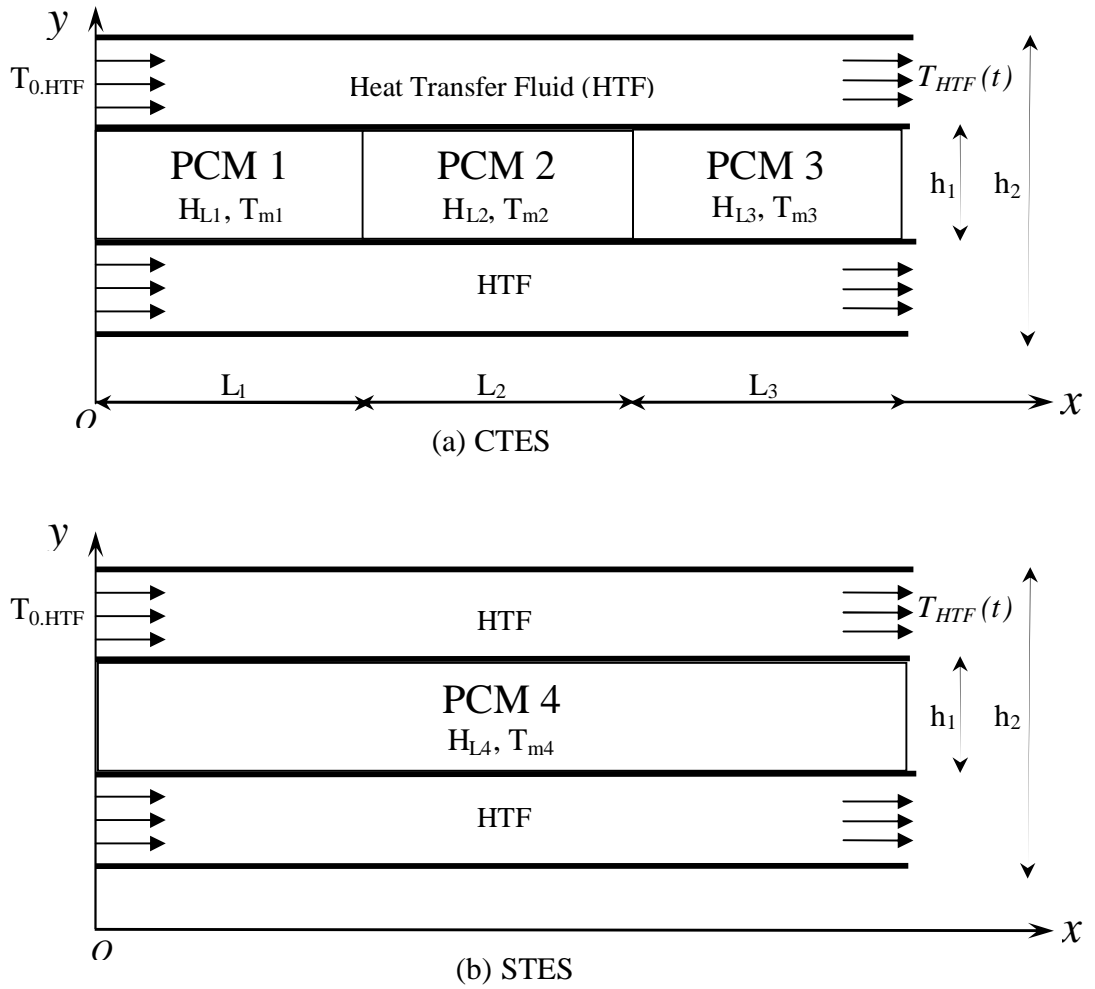 y
T0.HTF
Heat Transfer Fluid (HTF)
THTF(t)
PCM 1
HL1, Tm1
PCM 2
HL2, Tm2
PCM 3
HL3, Tm3
h1
h2
HTF
L1
L2
L3
O
x
(a) CTES
y
T0.HTF
HTF
THTF(t)
PCM 4
HL4, Tm4
h1
h2
HTF
x
O
(b) STES